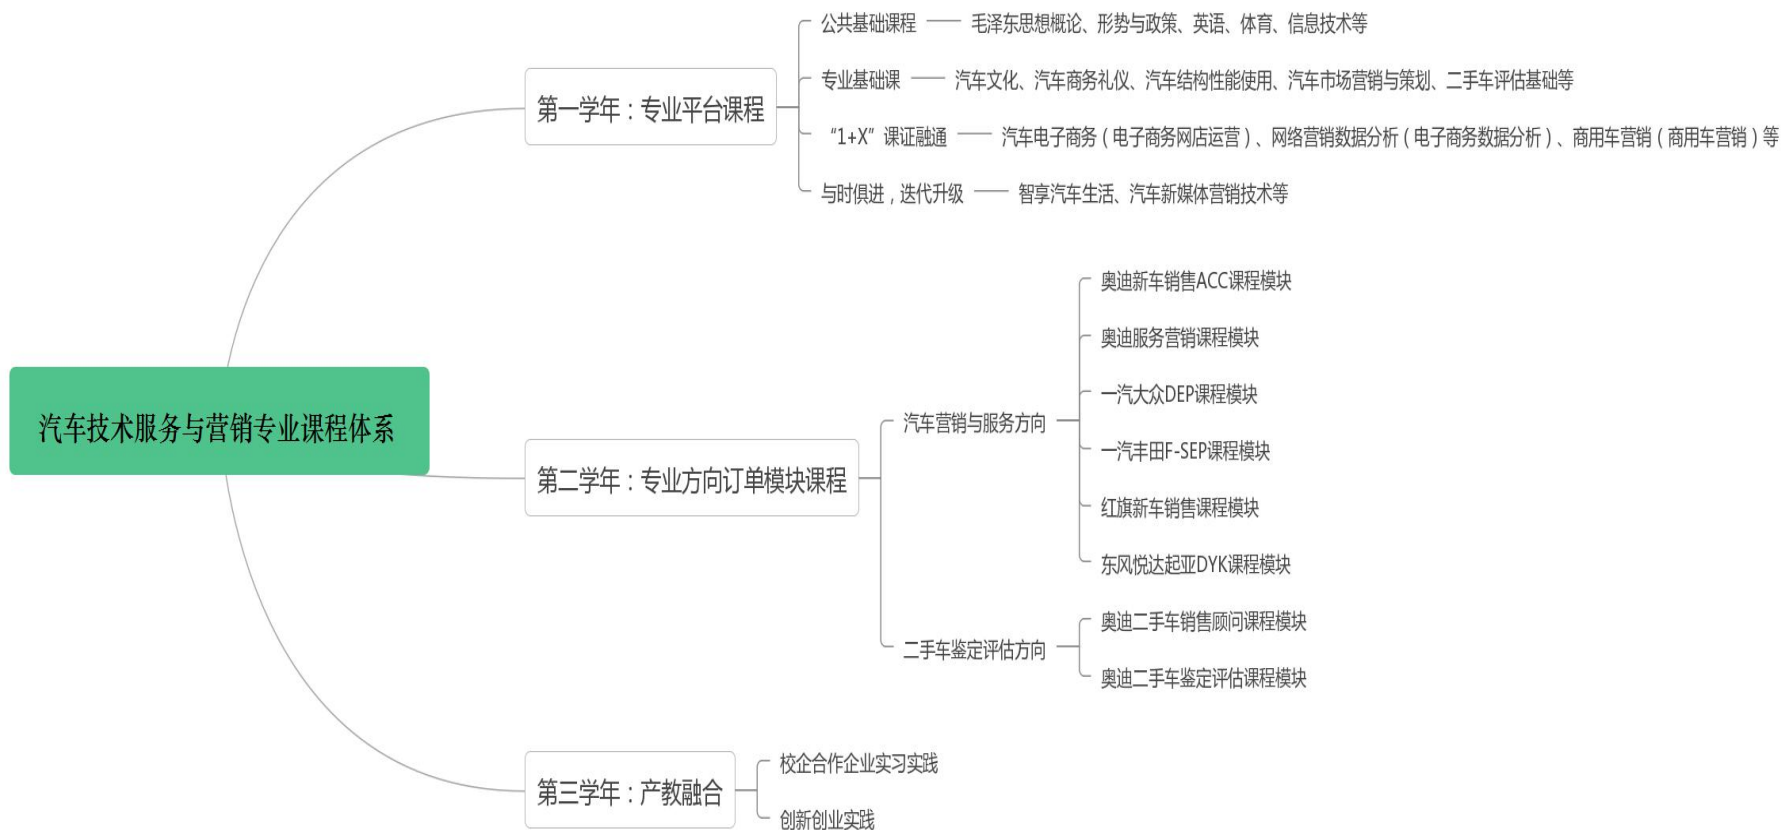 汽车技术服务与营销专业课程体系
第一学年：专业平台课程
公共基础课程
毛泽东思想概论、形势与政策、英语、体育、信息技术等
专业基础课
汽车文化、汽车商务礼仪、汽车结构性能使用、汽车市场营销与策划、二手车评估基础等
“1+X”课证融通
汽车电子商务（电子商务网店运营）、网络营销数据分析（电子商务数据分析）、商用车营销（商用车营销）等
与时俱进，迭代升级
智享汽车生活、汽车新媒体营销技术等
第二学年：专业方向订单模块课程
汽车营销与服务方向
奥迪新车销售ACC课程模块
奥迪服务营销课程模块
一汽大众DEP课程模块
一汽丰田F-SEP课程模块
红旗新车销售课程模块
东风悦达起亚DYK课程模块
二手车鉴定评估方向
奥迪二手车销售顾问课程模块
奥迪二手车鉴定评估课程模块
第三学年：产教融合
校企合作企业实习实践
创新创业实践